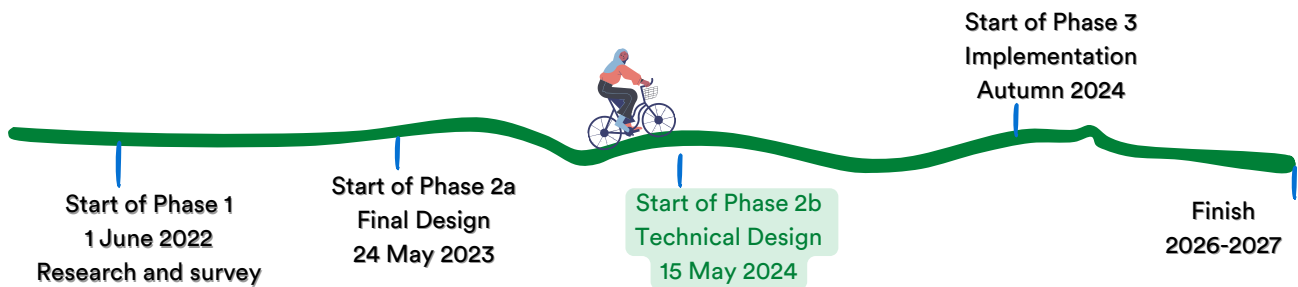 Start of Phase 1
1 June 2022
Research and survey
Start of Phase 2a
Final Design
24 May 2023
Start of Phase 2b
Technical Design
15 May 2024
Start of Phase 3
Implementation
Autumn 2024
Finish
2026-2027